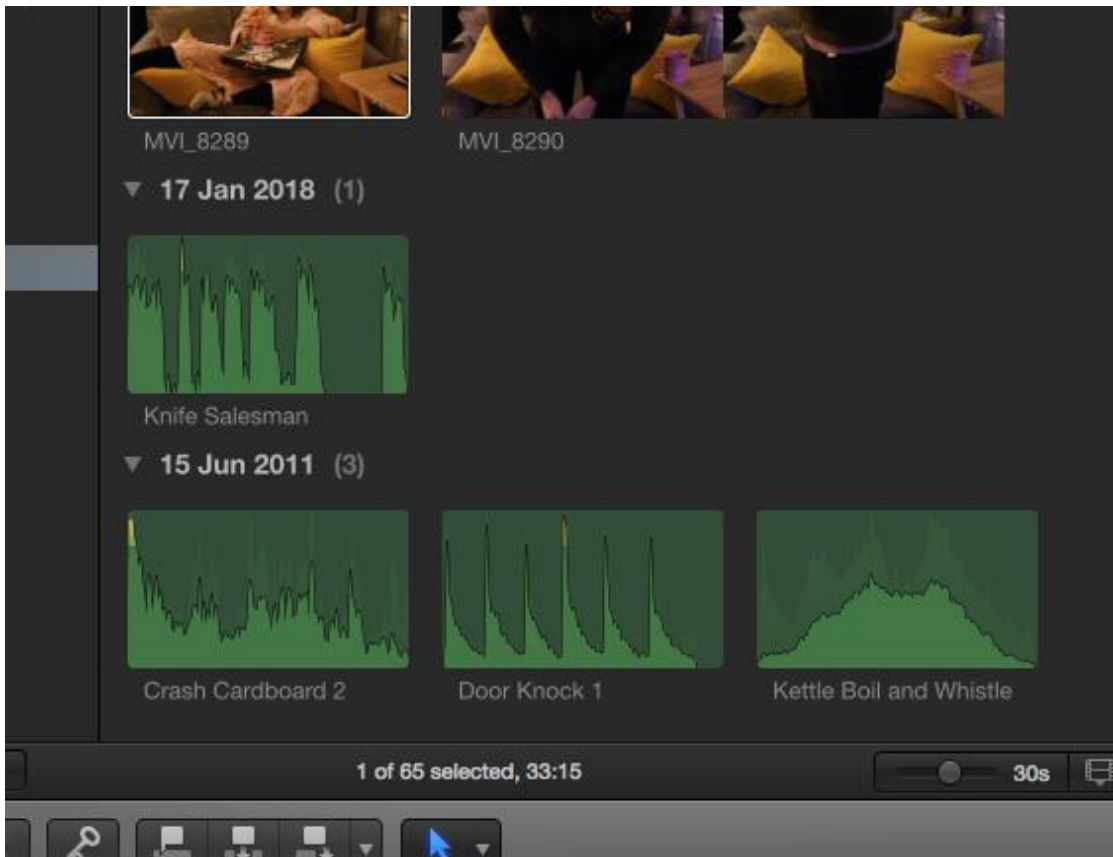 MVI_8289 MVI_8290
17 Jan 2018 (1)
Knife Salesman
15 Jun 2011 (3)
Crash Cardboard 2 Door Knock 1 Kettle Boil and Whistle
1 of 65 selected, 33:15 30s